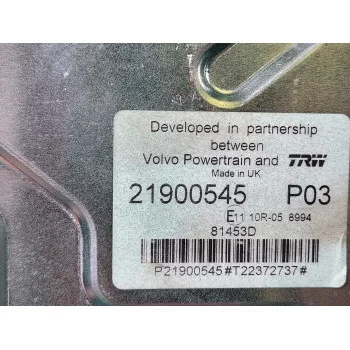 Developed in partnership
between
Volvo Powertrain and TRW
Made in UK
21900545 P03
E11 10R-05 8994
81453D
P21900545#T22372737#